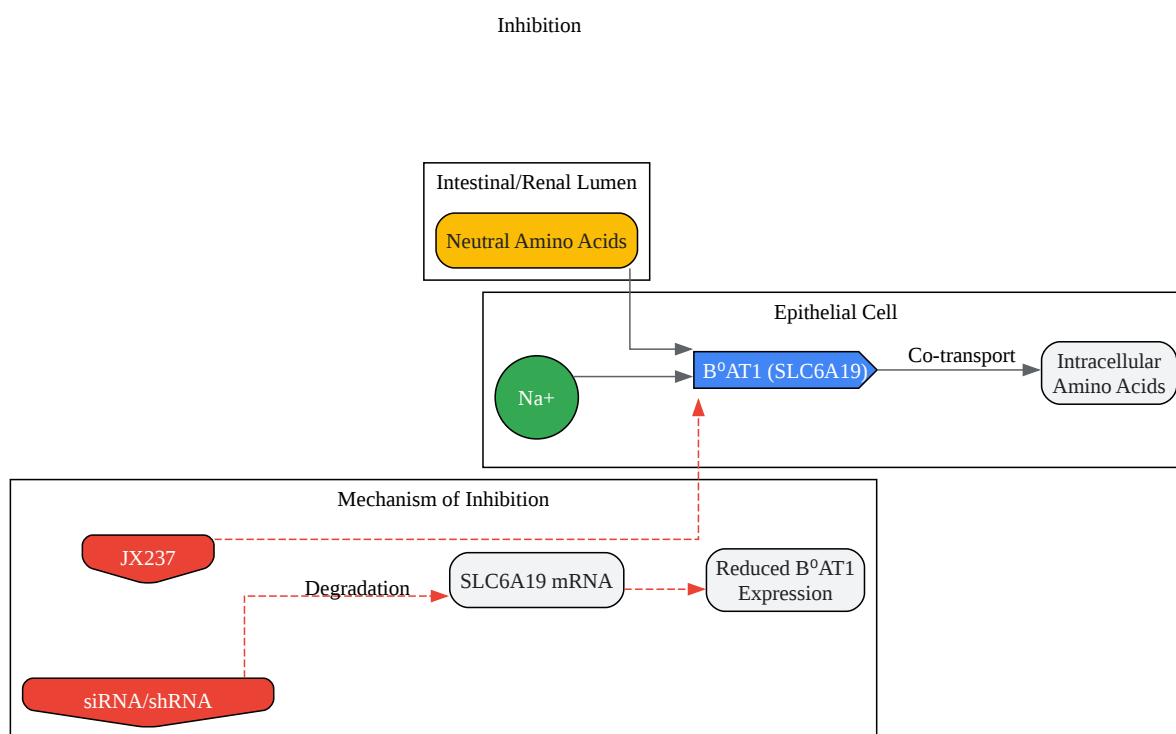 Inhibition
Intestinal/Renal Lumen
Neutral Amino Acids
Epithelial Cell
Na+
B⁰AT1 (SLC6A19)
Co-transport
Intracellular
Amino Acids
Mechanism of Inhibition
JX237
Degradation
SLC6A19 mRNA
Reduced B⁰AT1
Expression
siRNA/shRNA